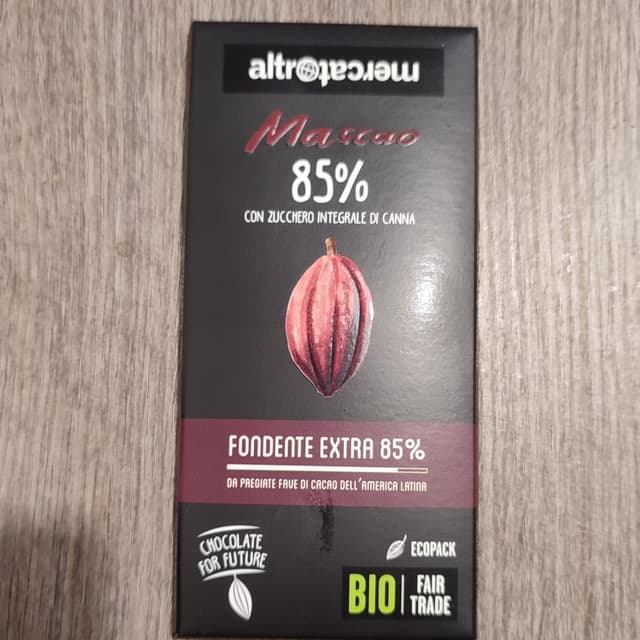 altromercato
Mascao
85%
CON ZUCCHERO INTEGRALE DI CANNA
FONDENTE EXTRA 85%
DA PREGIATE FAVE DI CACAO DELL'AMERICA LATINA
CHOCOLATE
FOR FUTURE
ECOPACK
BIO
FAIR
TRADE